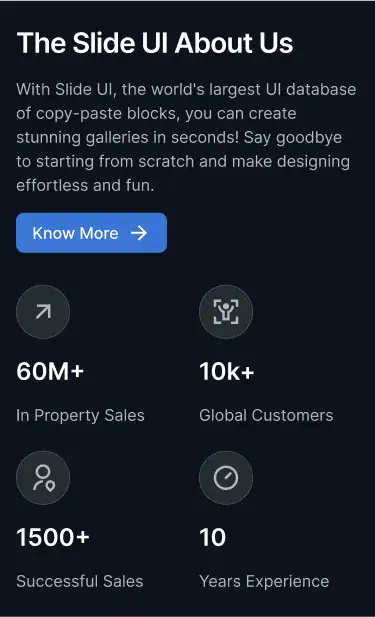 The Slide UI About Us
With Slide UI, the world's largest UI database
of copy-paste blocks, you can create
stunning galleries in seconds! Say goodbye
to starting from scratch and make designing
effortless and fun.
Know More
60M+
10k+
In Property Sales
Global Customers
1500+
10
Successful Sales
Years Experience